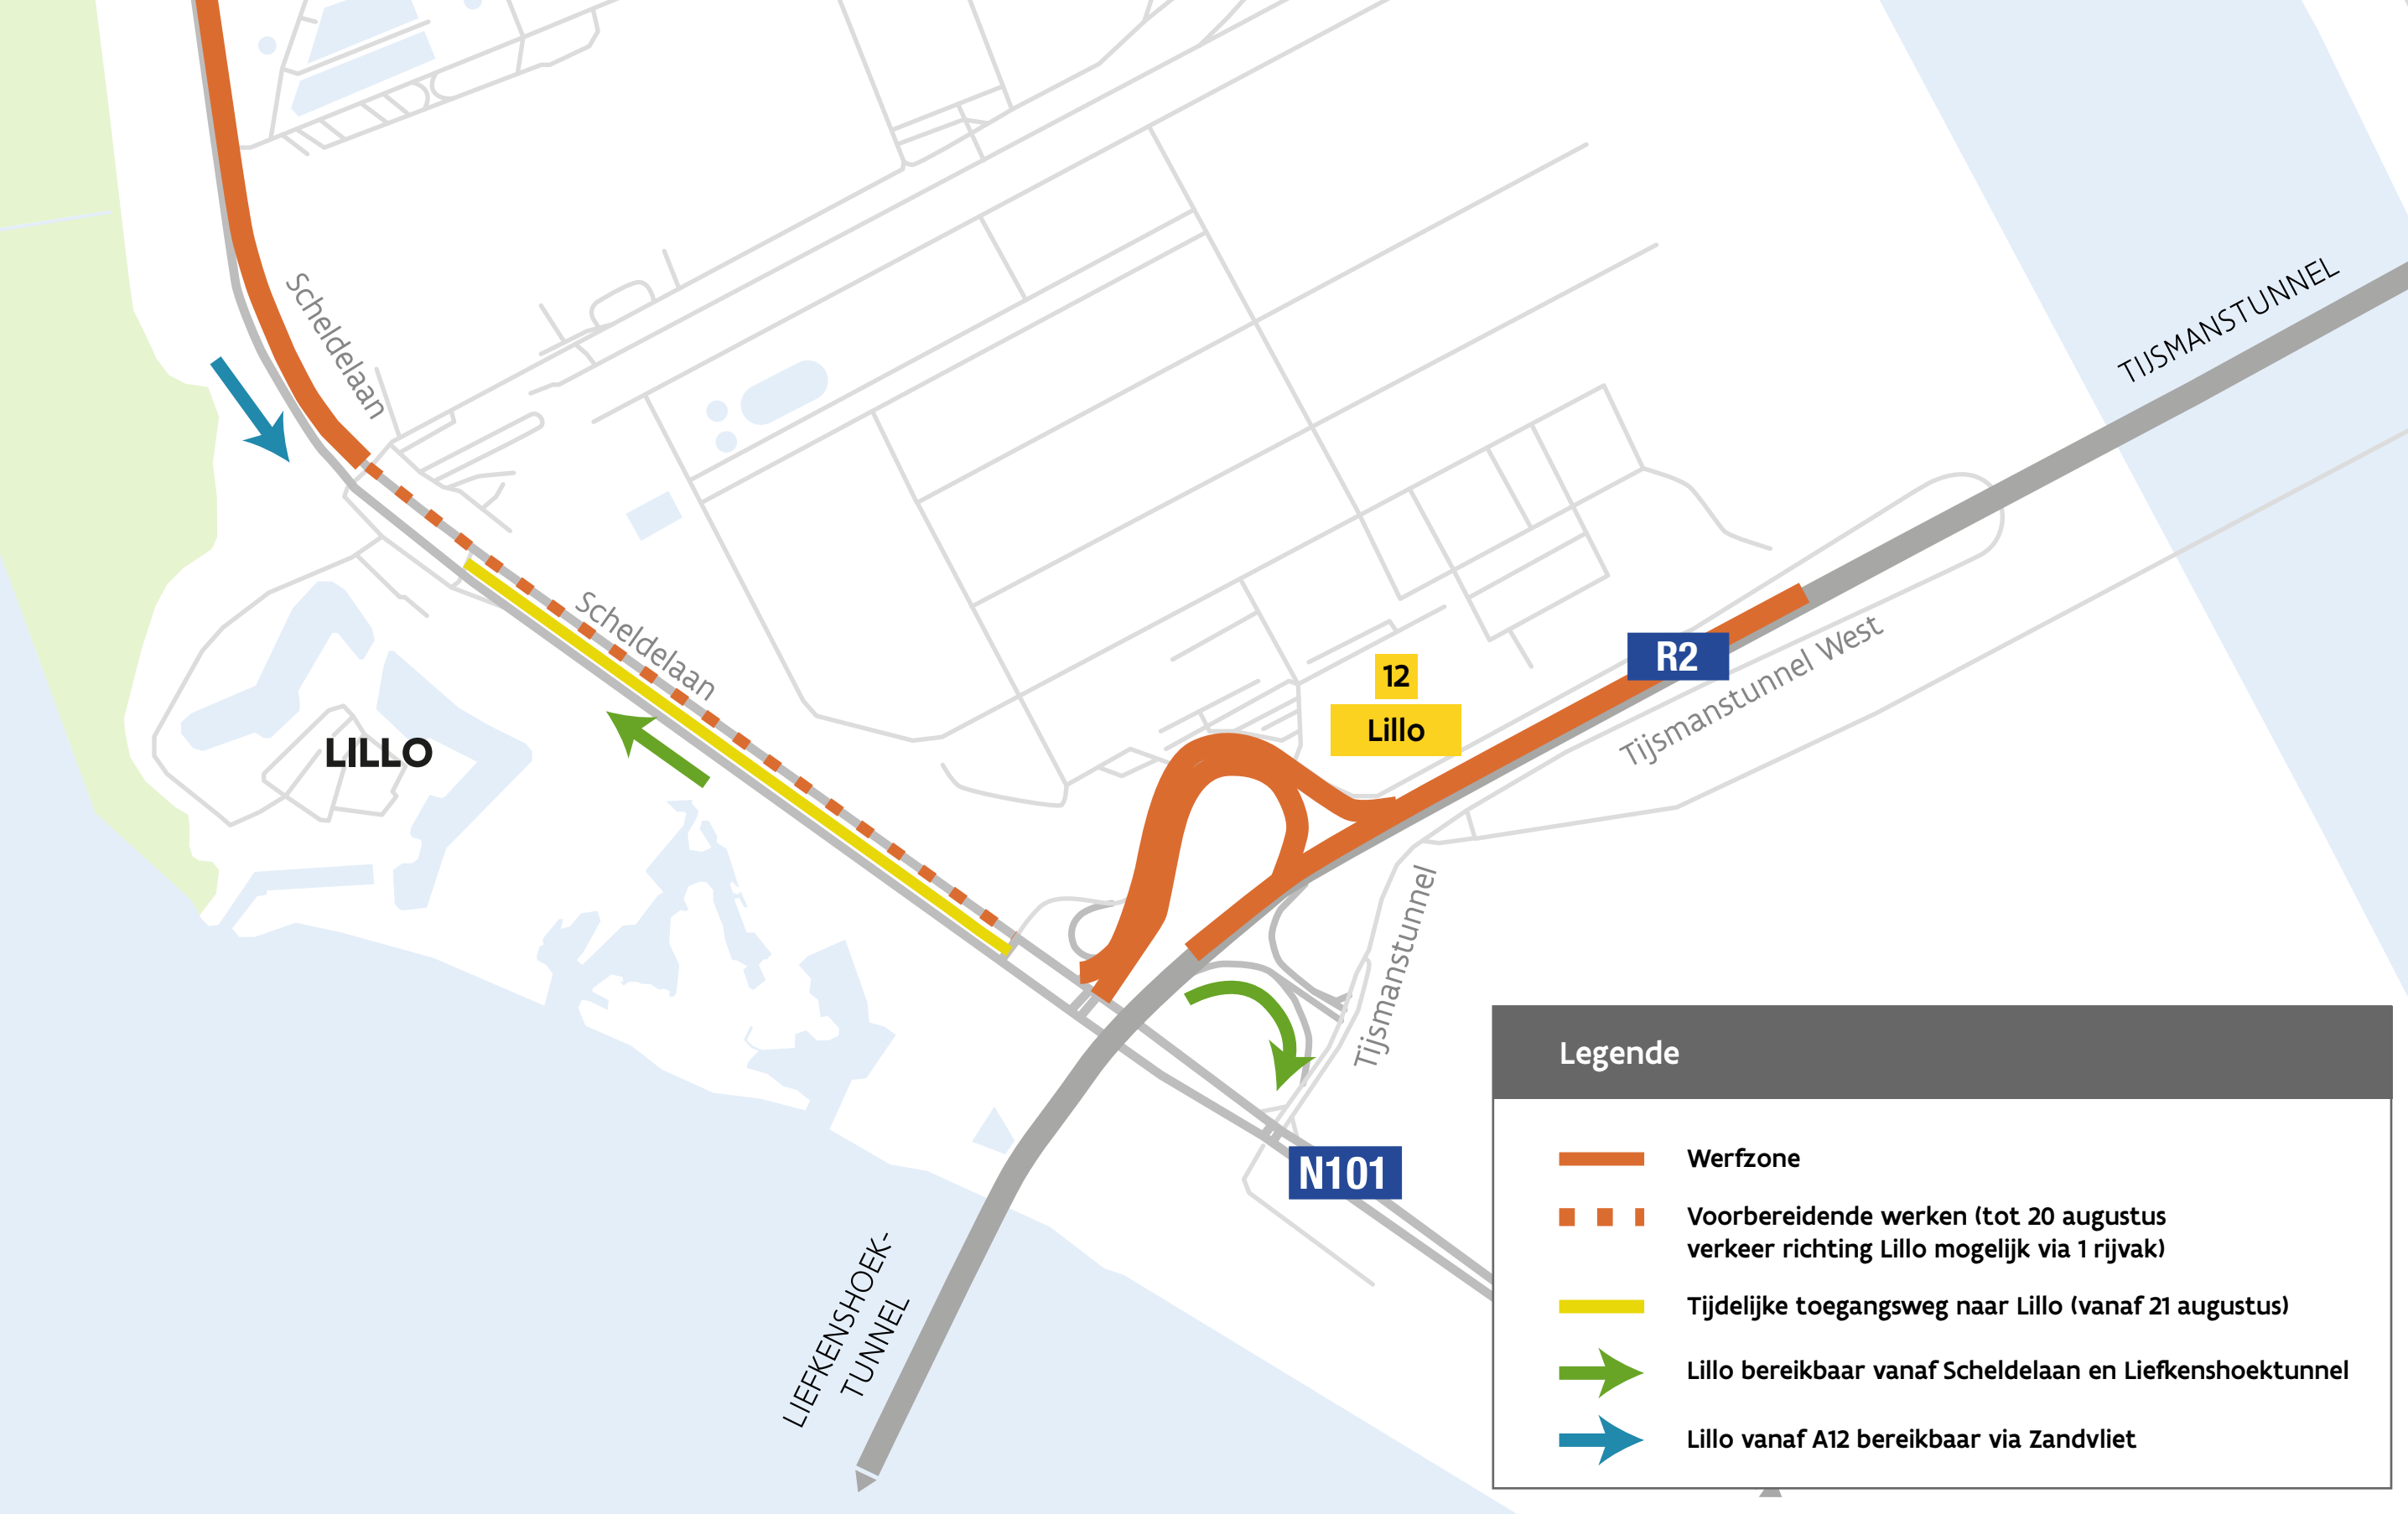 TIJSMANSTUNNEL
Scheldelaan
Scheldelaan
R2
12
Lillo
Tijsmanstunnel West
LILLO
Tijsmanstunnel
N101
LIEFKENSHOEK-
TUNNEL
Legende
Werfzone
Voorbereidende werken (tot 20 augustus
verkeer richting Lillo mogelijk via 1 rijvak)
Tijdelijke toegangsweg naar Lillo (vanaf 21 augustus)
Lillo bereikbaar vanaf Scheldelaan en Liefkenshoektunnel
Lillo vanaf A12 bereikbaar via Zandvliet